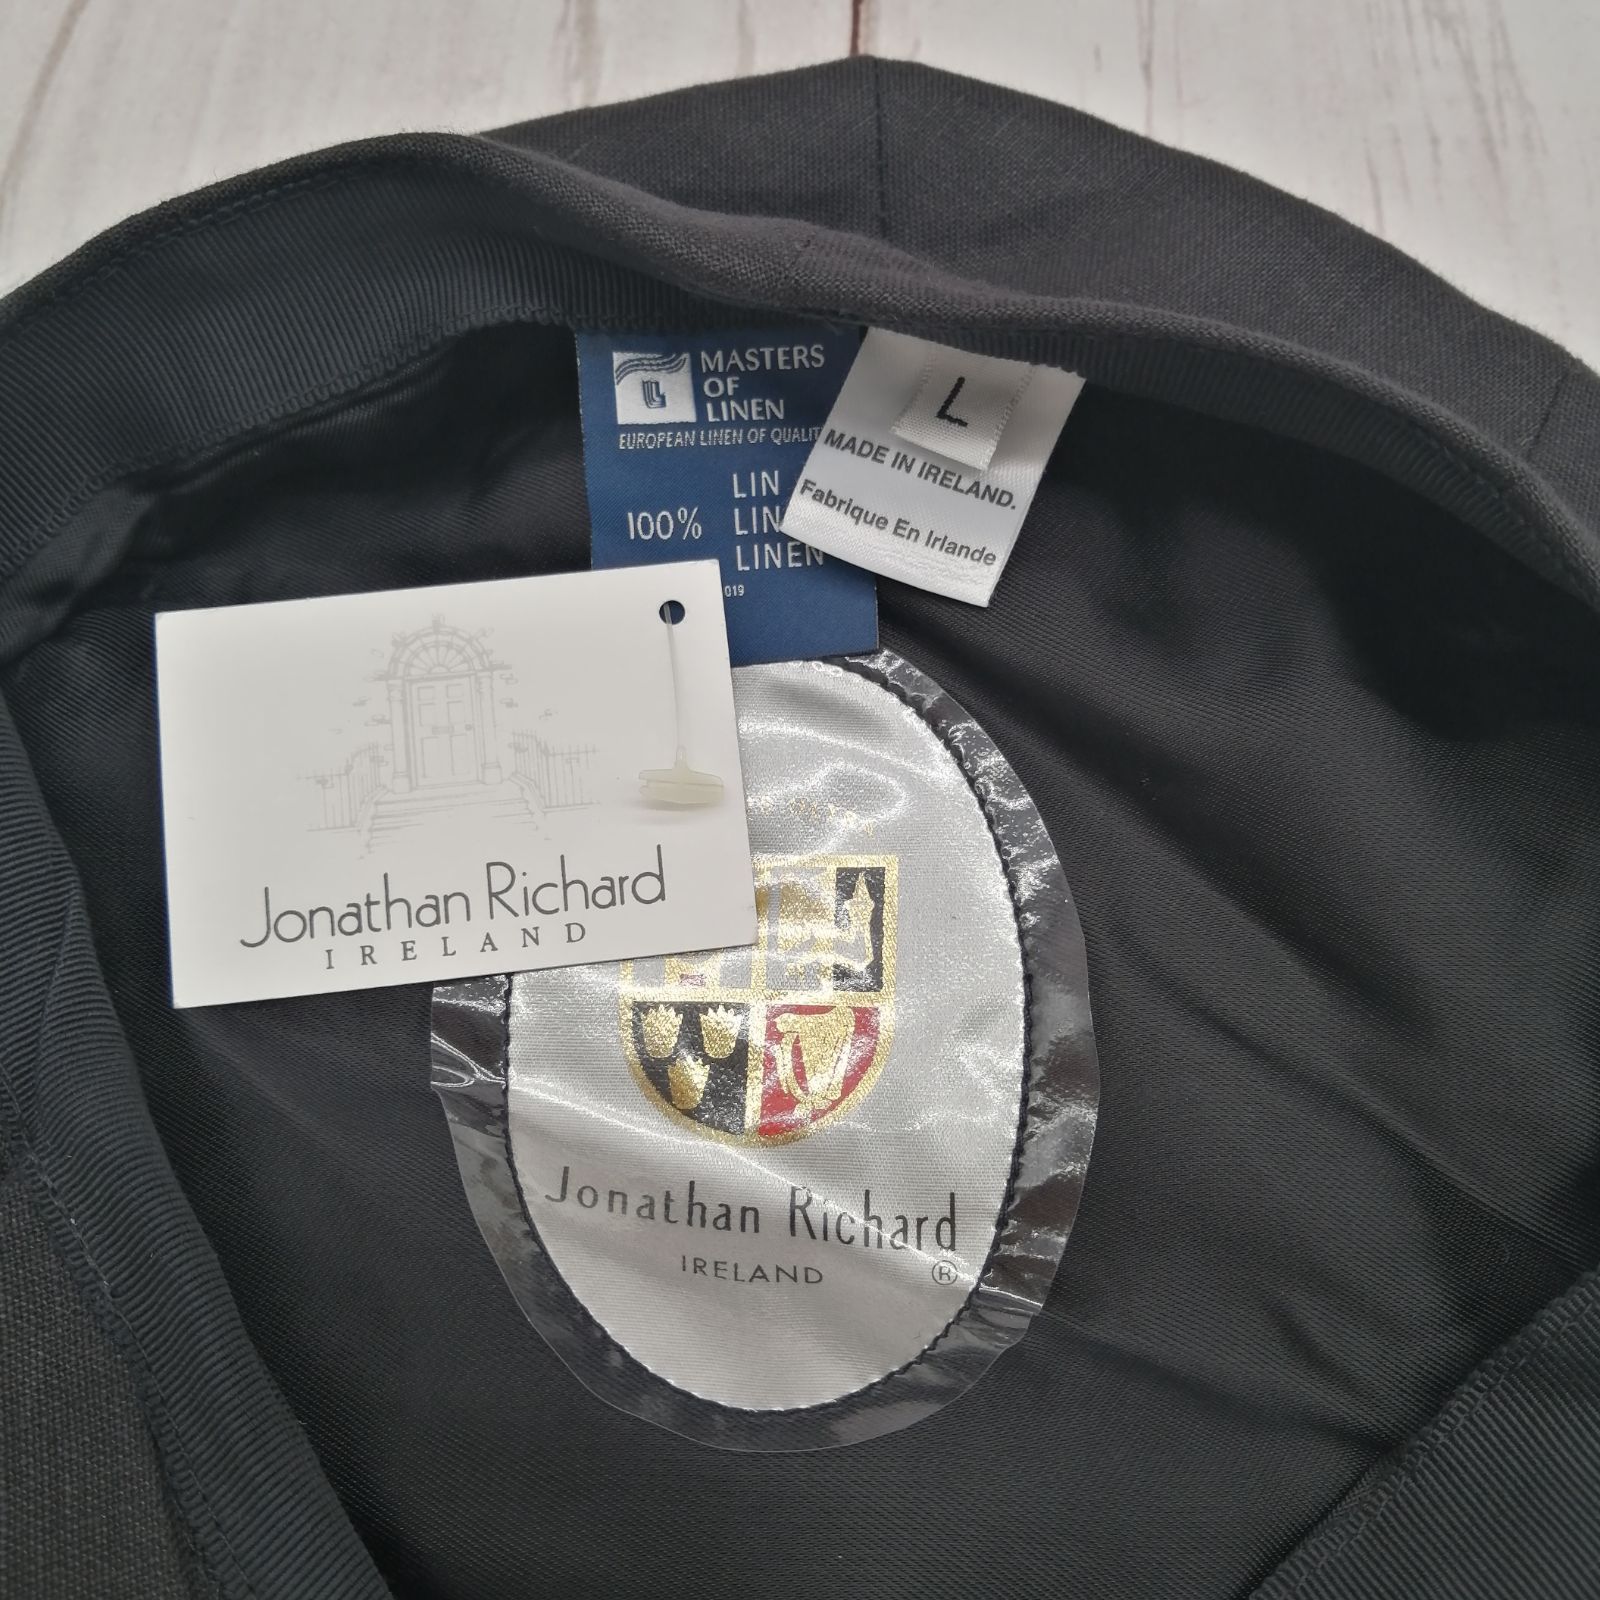 MASTERS
OF
LINEN
EUROPEAN LINEN OF QUALIT
LIN
100% LIN
LINEN
019
L
MADE IN IRELAND.
Fabrique En Irlande
Jonathan Richard
IRELAND
Jonathan Richard
IRELAND ®